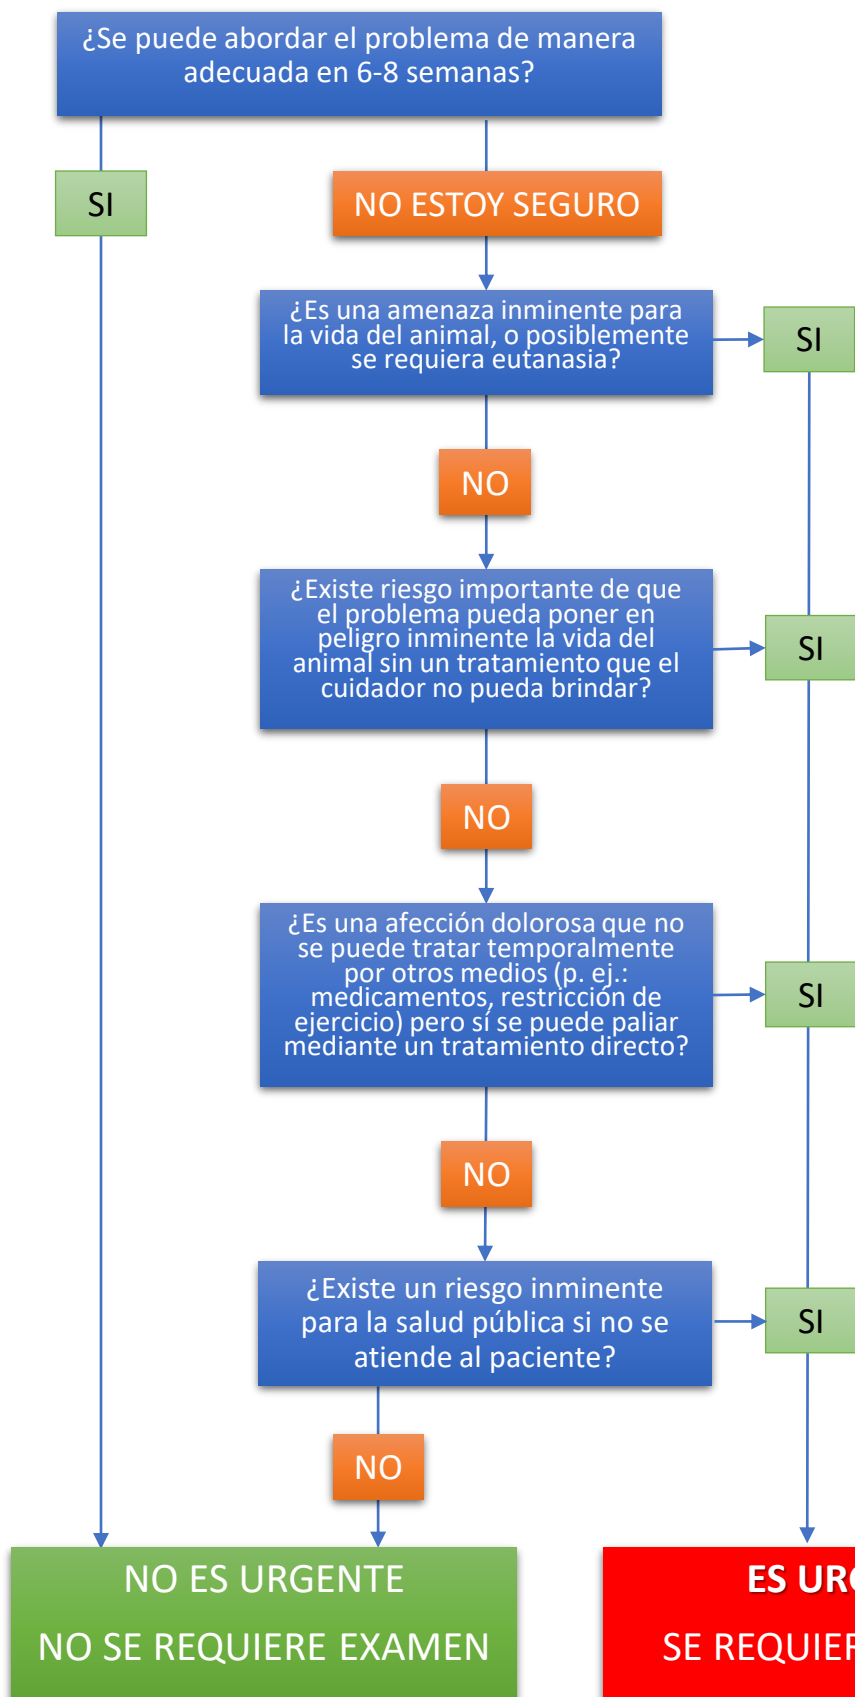 ¿Se puede abordar el problema de manera
adecuada en 6-8 semanas?
SI
NO ESTOY SEGURO
¿Es una amenaza inminente para
la vida del animal, o posiblemente
se requiera eutanasia?
SI
NO
¿Existe riesgo importante de que
el problema pueda poner en
peligro inminente la vida del
animal sin un tratamiento que el
cuidador no pueda brindar?
SI
NO
¿Es una afección dolorosa que no
se puede tratar temporalmente
por otros medios (p. ej.:
medicamentos, restricción de
ejercicio) pero sí se puede paliar
mediante un tratamiento directo?
SI
NO
¿Existe un riesgo inminente
para la salud pública si no se
atiende al paciente?
SI
NO
NO ES URGENTE
NO SE REQUIERE EXAMEN
ES
SE